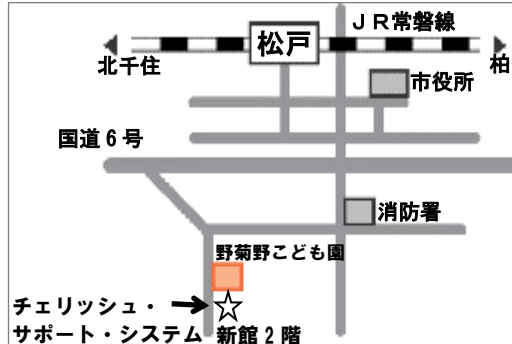 ＪＲ常磐線
松戸
北千住
柏
市役所
国道６号
消防署
野菊野こども園
チェリッシュ・
サポート・システム 新館２階